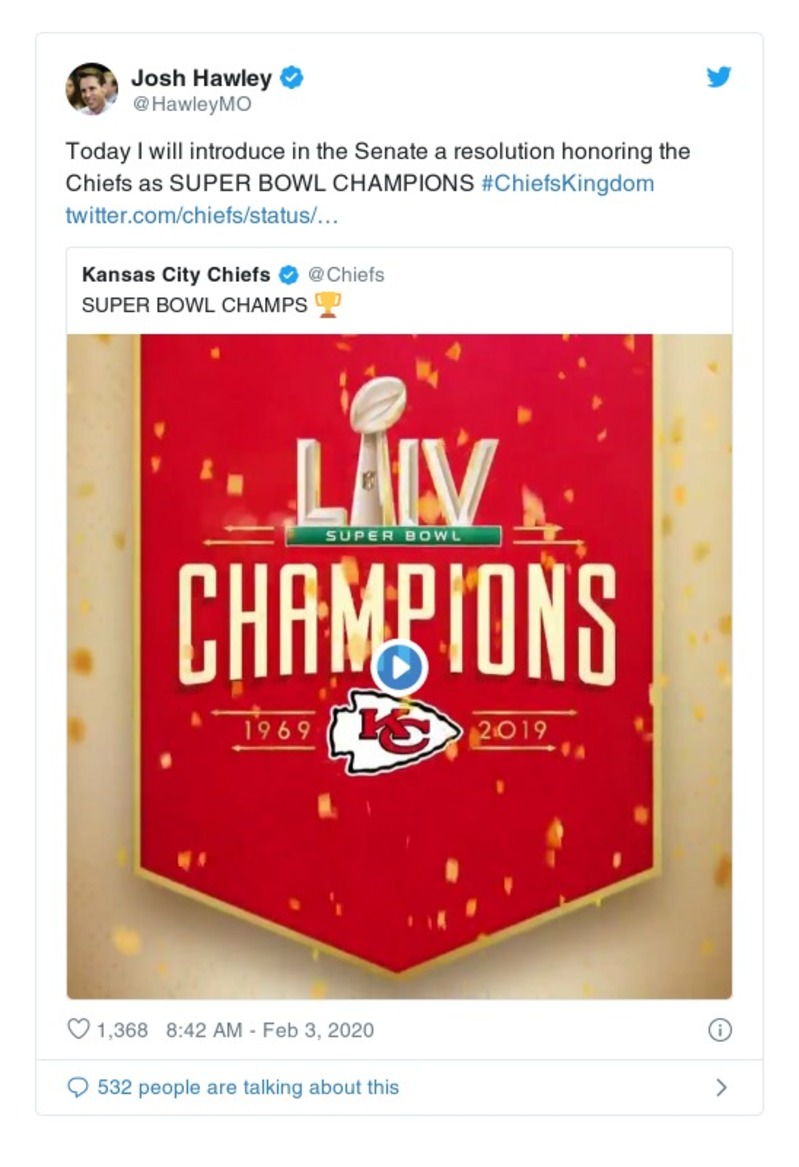 Josh Hawley
@HawleyMO
Today I will introduce in the Senate a resolution honoring the
Chiefs as SUPER BOWL CHAMPIONS #ChiefsKingdom
twitter.com/chiefs/status/…
Kansas City Chiefs @Chiefs
SUPER BOWL CHAMPS 🏆
LIV
SUPER BOWL
CHAMPIONS
1969 KC 2019
1,368 8:42 AM - Feb 3, 2020
532 people are talking about this